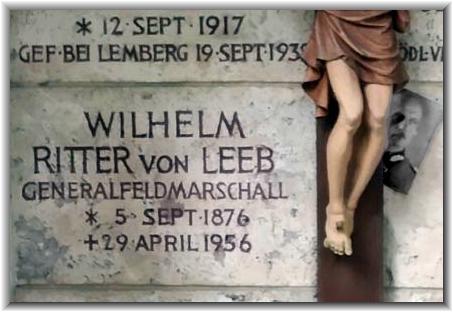 * 12·SEPT·1917
GEF·BEI LEMBERG 19·SEPT·193
WILHELM
RITTER VON LEEB
GENERALFELDMARSCHALL
* 5·SEPT·1876
+29·APRIL 1956